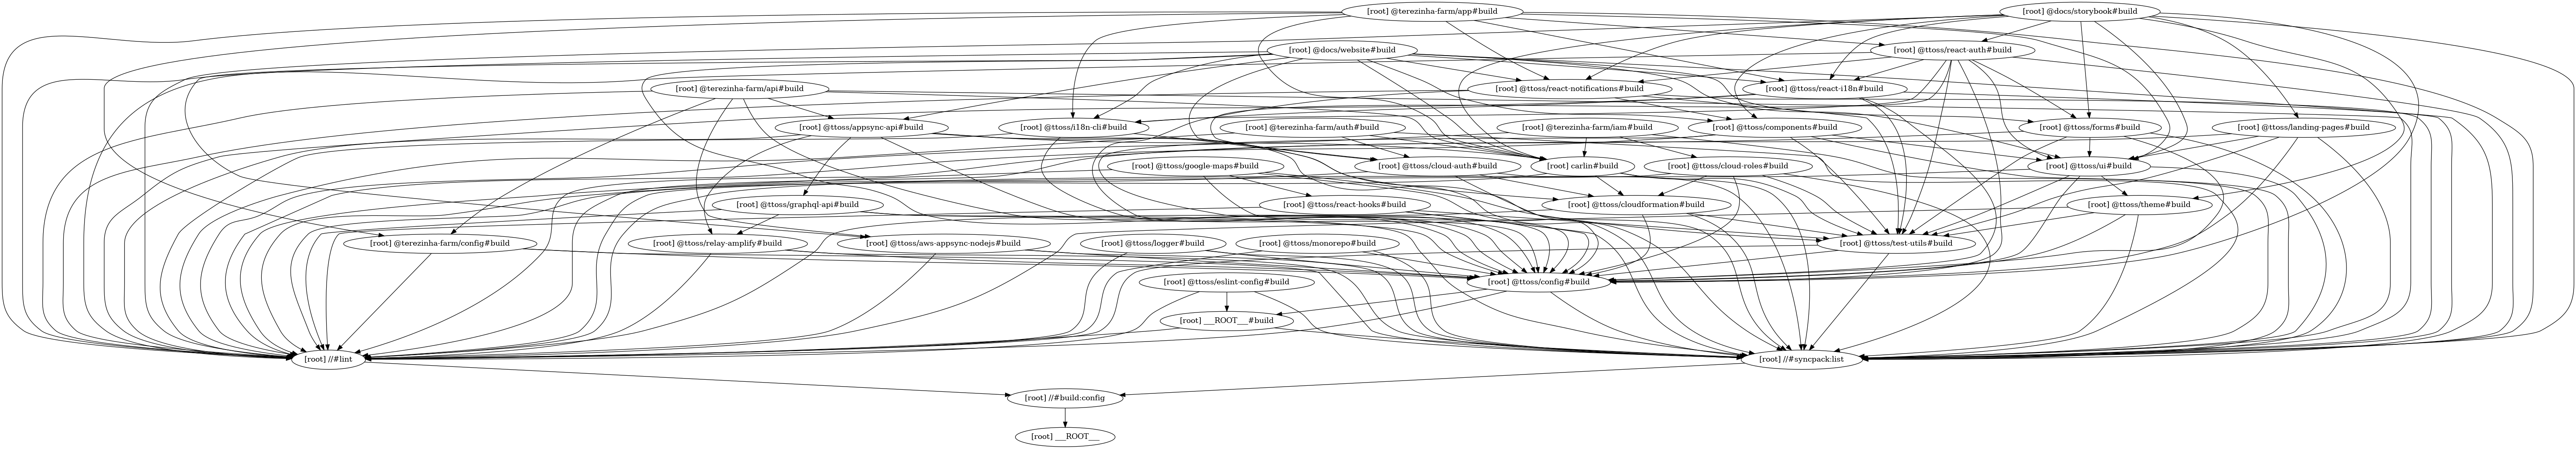 [root] @terezinha-farm/app#build
[root] @docs/storybook#build
[root] @docs/website#build
[root] @ttoss/react-auth#build
[root] @terezinha-farm/api#build
[root] @ttoss/react-notifications#build
[root] @ttoss/react-i18n#build
[root] @ttoss/appsync-api#build
[root] @ttoss/i18n-cli#build
[root] @terezinha-farm/auth#build
[root] @terezinha-farm/iam#build
[root] @ttoss/components#build
[root] @ttoss/forms#build
[root] @ttoss/landing-pages#build
[root] @ttoss/google-maps#build
[root] @ttoss/cloud-auth#build
[root] carlin#build
[root] @ttoss/cloud-roles#build
[root] @ttoss/ui#build
[root] @ttoss/graphql-api#build
[root] @ttoss/react-hooks#build
[root] @ttoss/cloudformation#build
[root] @ttoss/theme#build
[root] @terezinha-farm/config#build
[root] @ttoss/relay-amplify#build
[root] @ttoss/aws-appsync-nodejs#build
[root] @ttoss/logger#build
[root] @ttoss/monorepo#build
[root] @ttoss/test-utils#build
[root] @ttoss/eslint-config#build
[root] @ttoss/config#build
[root] ___ROOT___#build
[root] //#lint
[root] //#syncpack:list
[root] //#build:config
[root] ___ROOT___